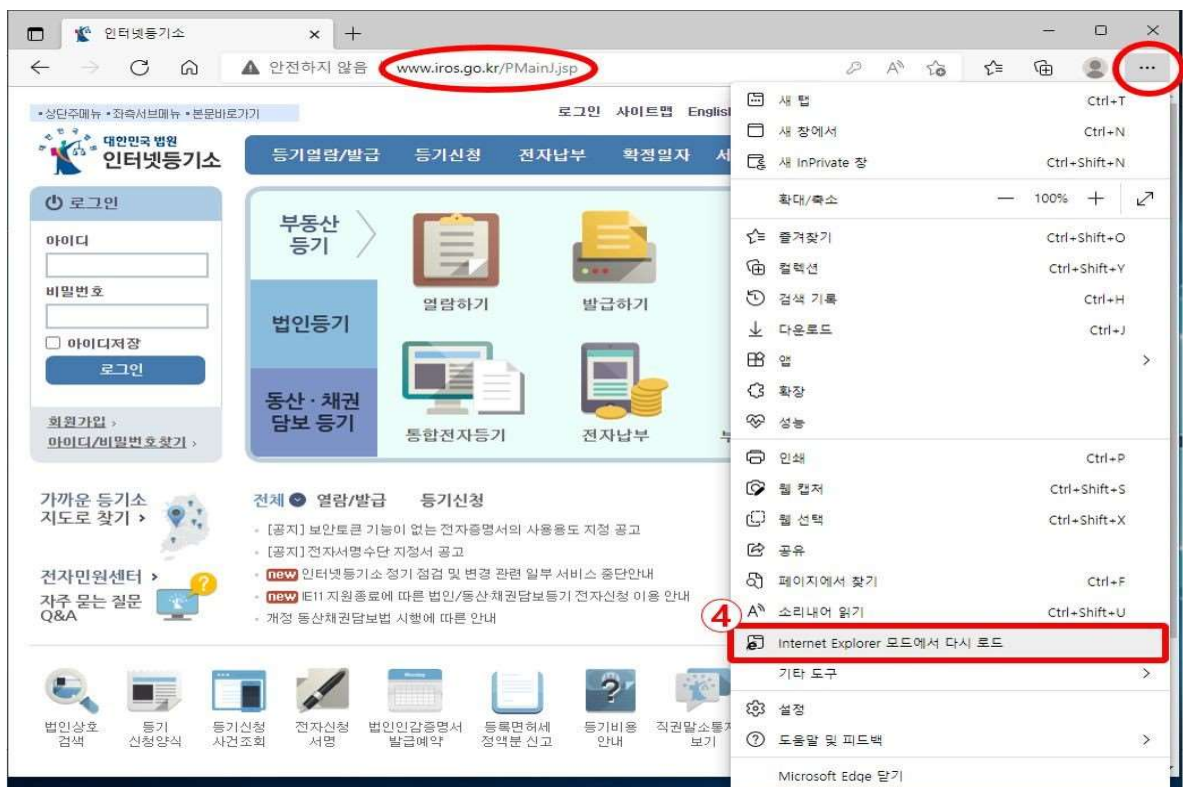 인터넷등기소
안전하지 않음
www.iros.go.kr/PMainJ.jsp
•상단주메뉴 •좌측서브메뉴 •본문바로가기
로그인 사이트맵 English
대한민국 법원
인터넷등기소
등기열람/발급 등기신청 전자납부 확정일자
로그인
아이디
비밀번호
아이디저장
로그인
회원가입 ›
아이디/비밀번호찾기 ›
부동산
등기
법인등기
동산 · 채권
담보 등기
열람하기
발급하기
통합전자등기
전자납부
가까운 등기소
지도로 찾기 ›
전자민원센터 ›
자주 묻는 질문
Q&A
전체 열람/발급 등기신청
[공지] 보안토큰 기능이 없는 전자증명서의 사용용도 지정 공고
[공지] 전자서명수단 지정서 공고
new 인터넷등기소 정기 점검 및 변경 관련 일부 서비스 중단안내
new IE11 지원종료에 따른 법인/동산채권담보등기 전자신청 이용 안내
개정 동산채권담보법 시행에 따른 안내
법인상호
검색
등기
신청양식
등기신청
사건조회
전자신청
서명
법인인감증명서
발급예약
등록면허세
정액분 신고
등기비용
안내
직권말소통지
보기
새 탭 Ctrl+T
새 창에서 Ctrl+N
새 InPrivate 창 Ctrl+Shift+N
확대/축소 — 100% +
즐겨찾기 Ctrl+Shift+O
컬렉션 Ctrl+Shift+Y
검색 기록 Ctrl+H
다운로드 Ctrl+J
앱
확장
성능
인쇄 Ctrl+P
웹 캡처 Ctrl+Shift+S
웹 선택 Ctrl+Shift+X
공유
페이지에서 찾기 Ctrl+F
소리내어 읽기 Ctrl+Shift+U
④
Internet Explorer 모드에서 다시 로드
기타 도구
설정
도움말 및 피드백
Microsoft Edge 닫기